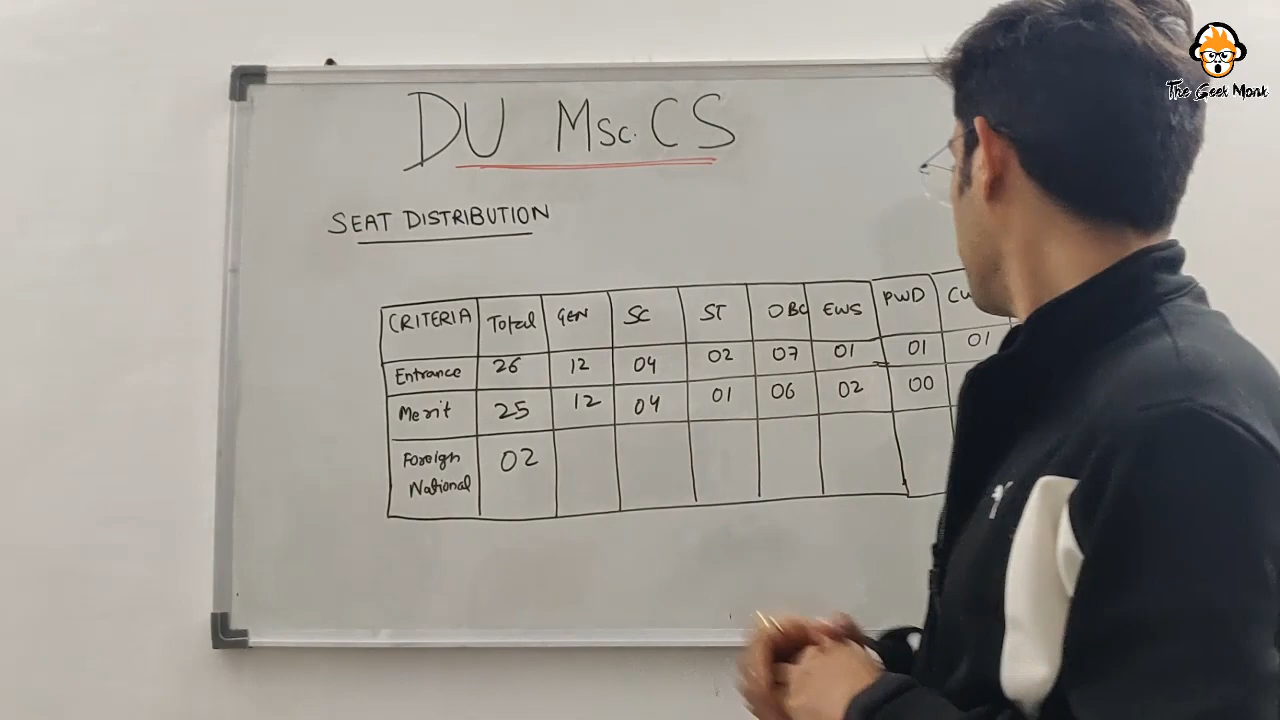 The Geek Monk
DU MSc. CS
SEAT DISTRIBUTION
CRITERIA Total GEN SC ST OBC EWS PWD
Entrance 26 12 04 02 07 01 01 01
Merit 25 12 04 01 06 02 00
Foreign National 02